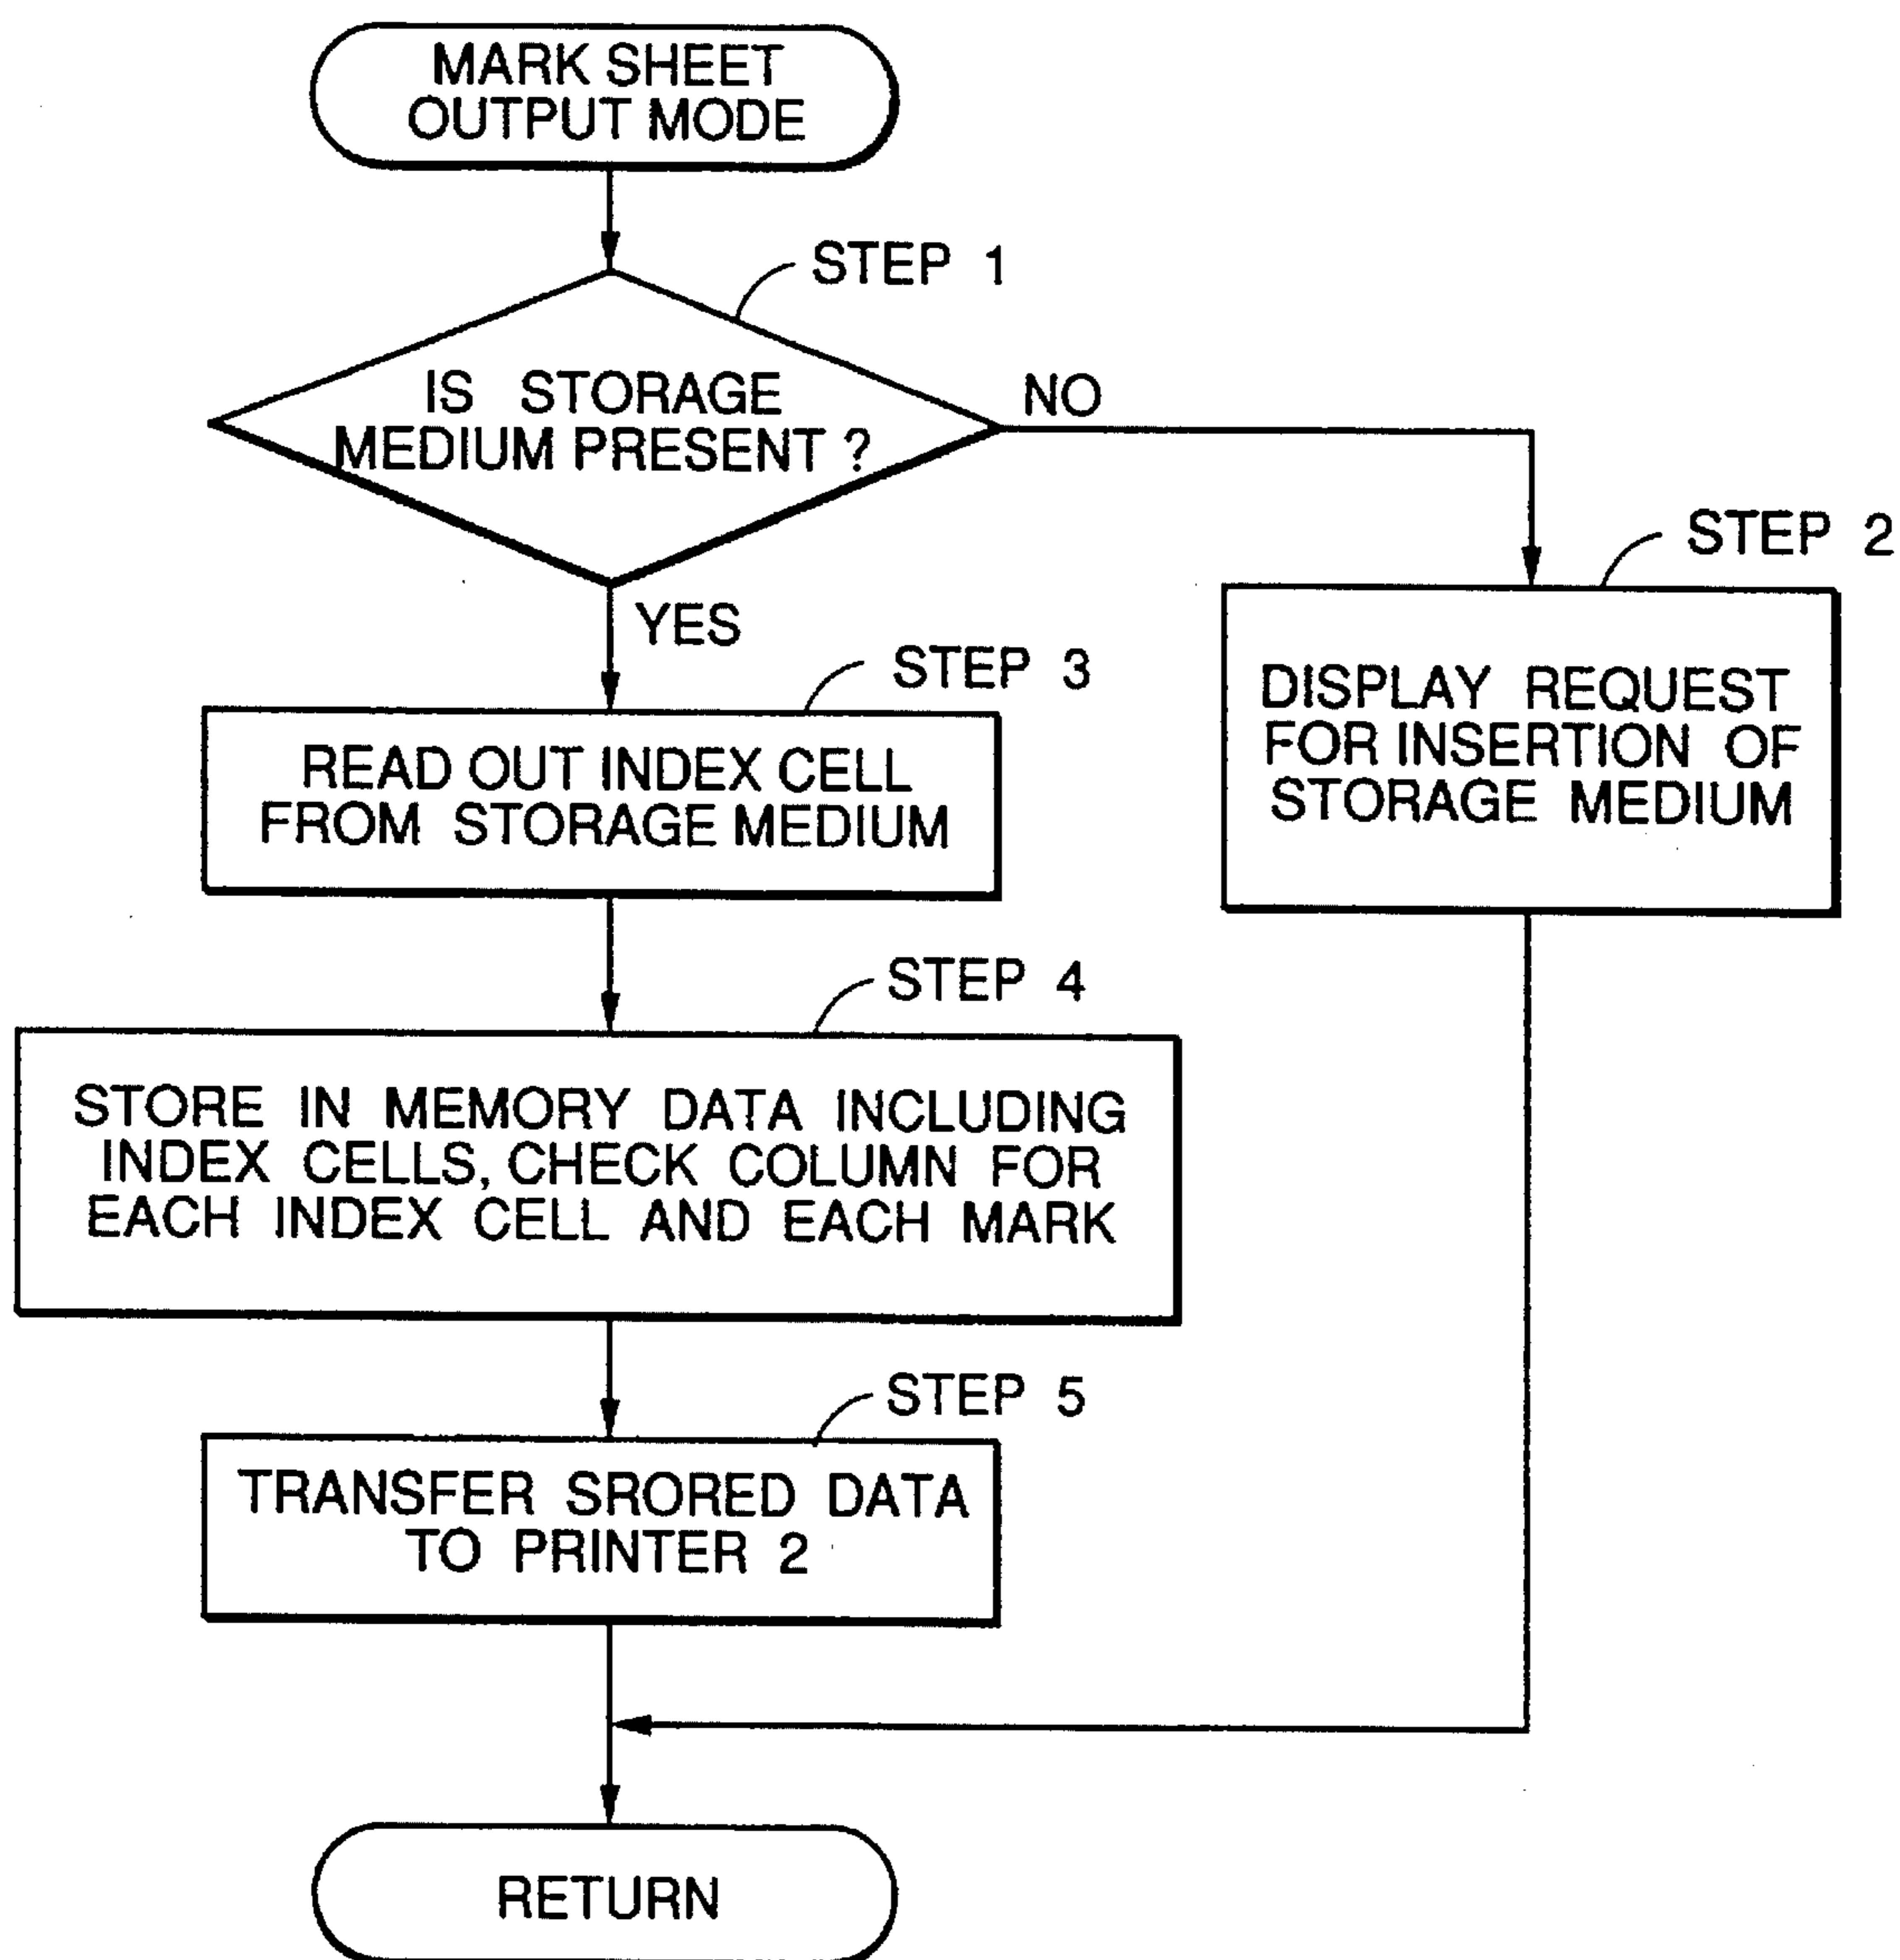 MARK SHEET
OUTPUT MODE
STEP 1
IS STORAGE
MEDIUM PRESENT ?
NO
STEP 2
DISPLAY REQUEST
FOR INSERTION OF
STORAGE MEDIUM
YES
STEP 3
READ OUT INDEX CELL
FROM STORAGE MEDIUM
STEP 4
STORE IN MEMORY DATA INCLUDING
INDEX CELLS, CHECK COLUMN FOR
EACH INDEX CELL AND EACH MARK
STEP 5
TRANSFER SRORED DATA
TO PRINTER 2
RETURN